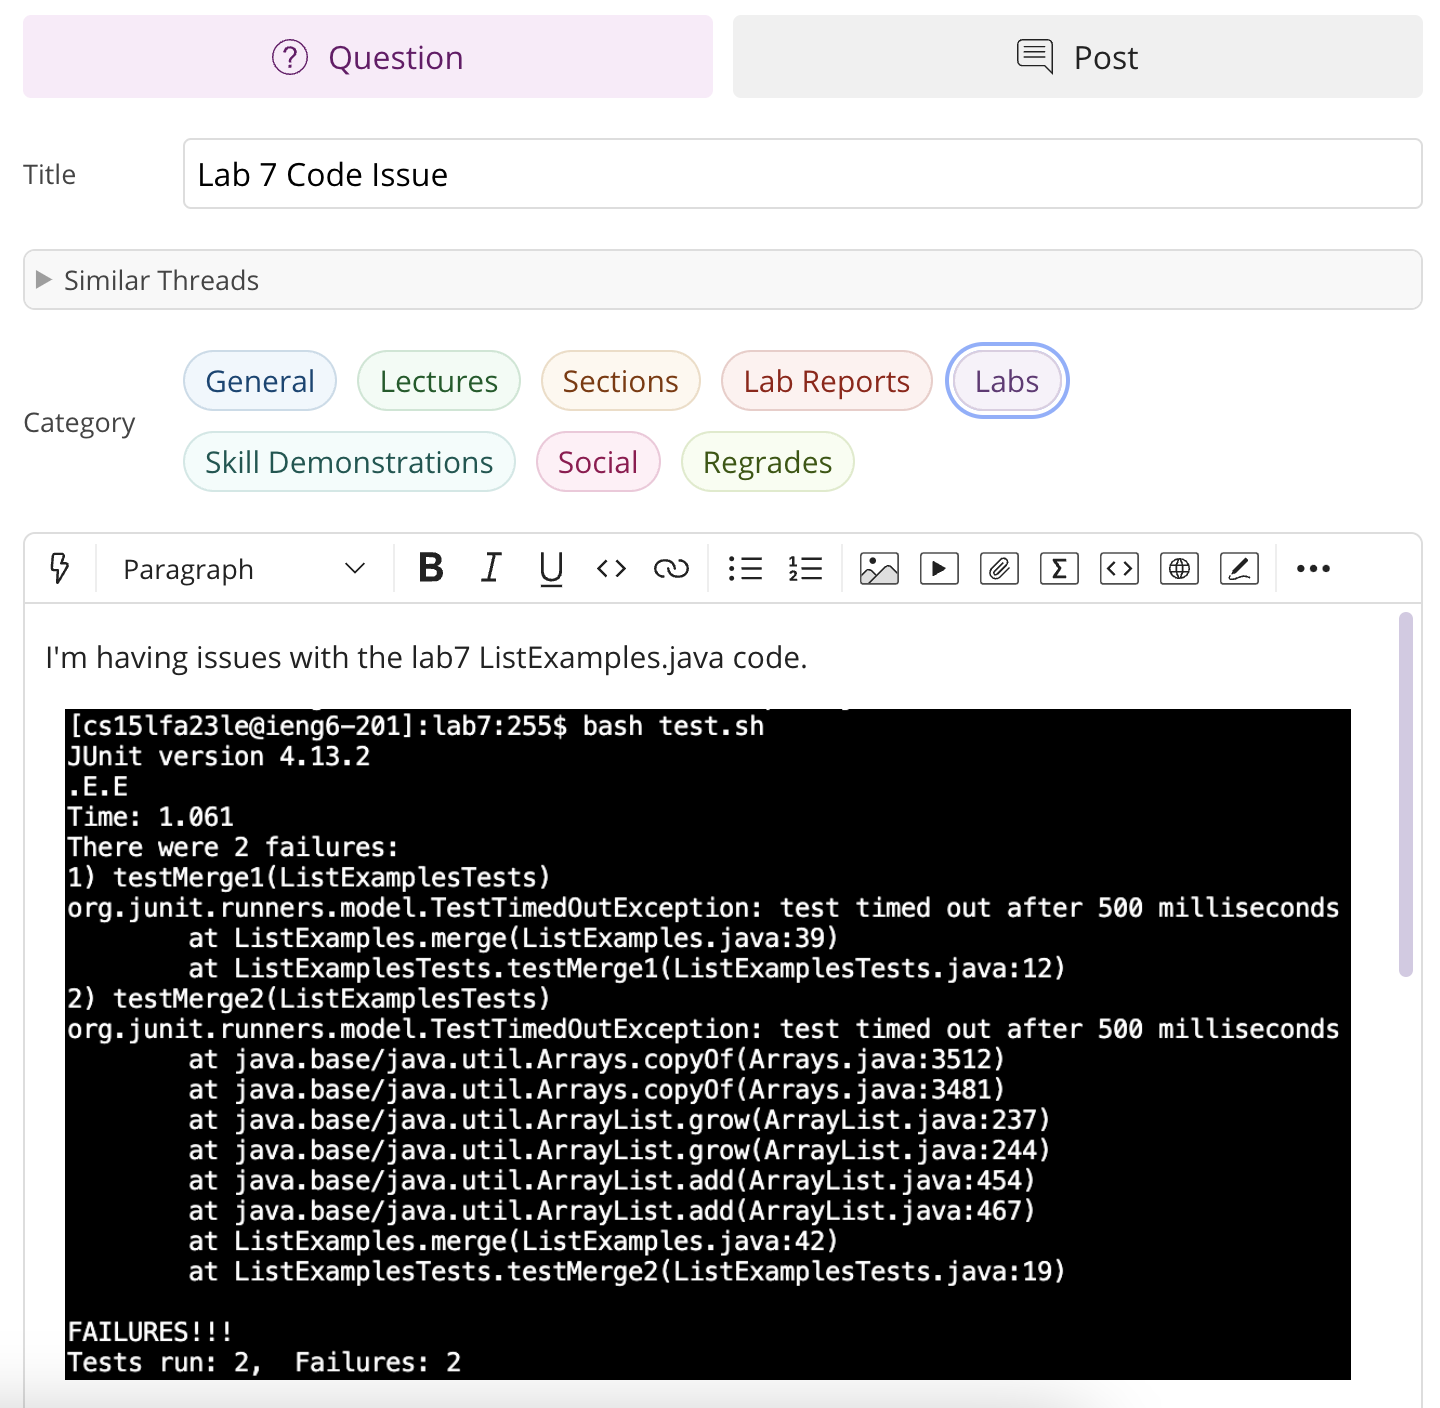 Question
Post
Title
Lab 7 Code Issue
Similar Threads
Category
General
Lectures
Sections
Lab Reports
Labs
Skill Demonstrations
Social
Regrades
Paragraph
B I U
I'm having issues with the lab7 ListExamples.java code.
[cs15lfa23le@ieng6-201]:lab7:255$ bash test.sh
JUnit version 4.13.2
.E.E
Time: 1.061
There were 2 failures:
1) testMerge1(ListExamplesTests)
org.junit.runners.model.TestTimedOutException: test timed out after 500 milliseconds
        at ListExamples.merge(ListExamples.java:39)
        at ListExamplesTests.testMerge1(ListExamplesTests.java:12)
2) testMerge2(ListExamplesTests)
org.junit.runners.model.TestTimedOutException: test timed out after 500 milliseconds
        at java.base/java.util.Arrays.copyOf(Arrays.java:3512)
        at java.base/java.util.Arrays.copyOf(Arrays.java:3481)
        at java.base/java.util.ArrayList.grow(ArrayList.java:237)
        at java.base/java.util.ArrayList.grow(ArrayList.java:244)
        at java.base/java.util.ArrayList.add(ArrayList.java:454)
        at java.base/java.util.ArrayList.add(ArrayList.java:467)
        at ListExamples.merge(ListExamples.java:42)
        at ListExamplesTests.testMerge2(ListExamplesTests.java:19)
FAILURES!!!
Tests run: 2,  Failures: 2